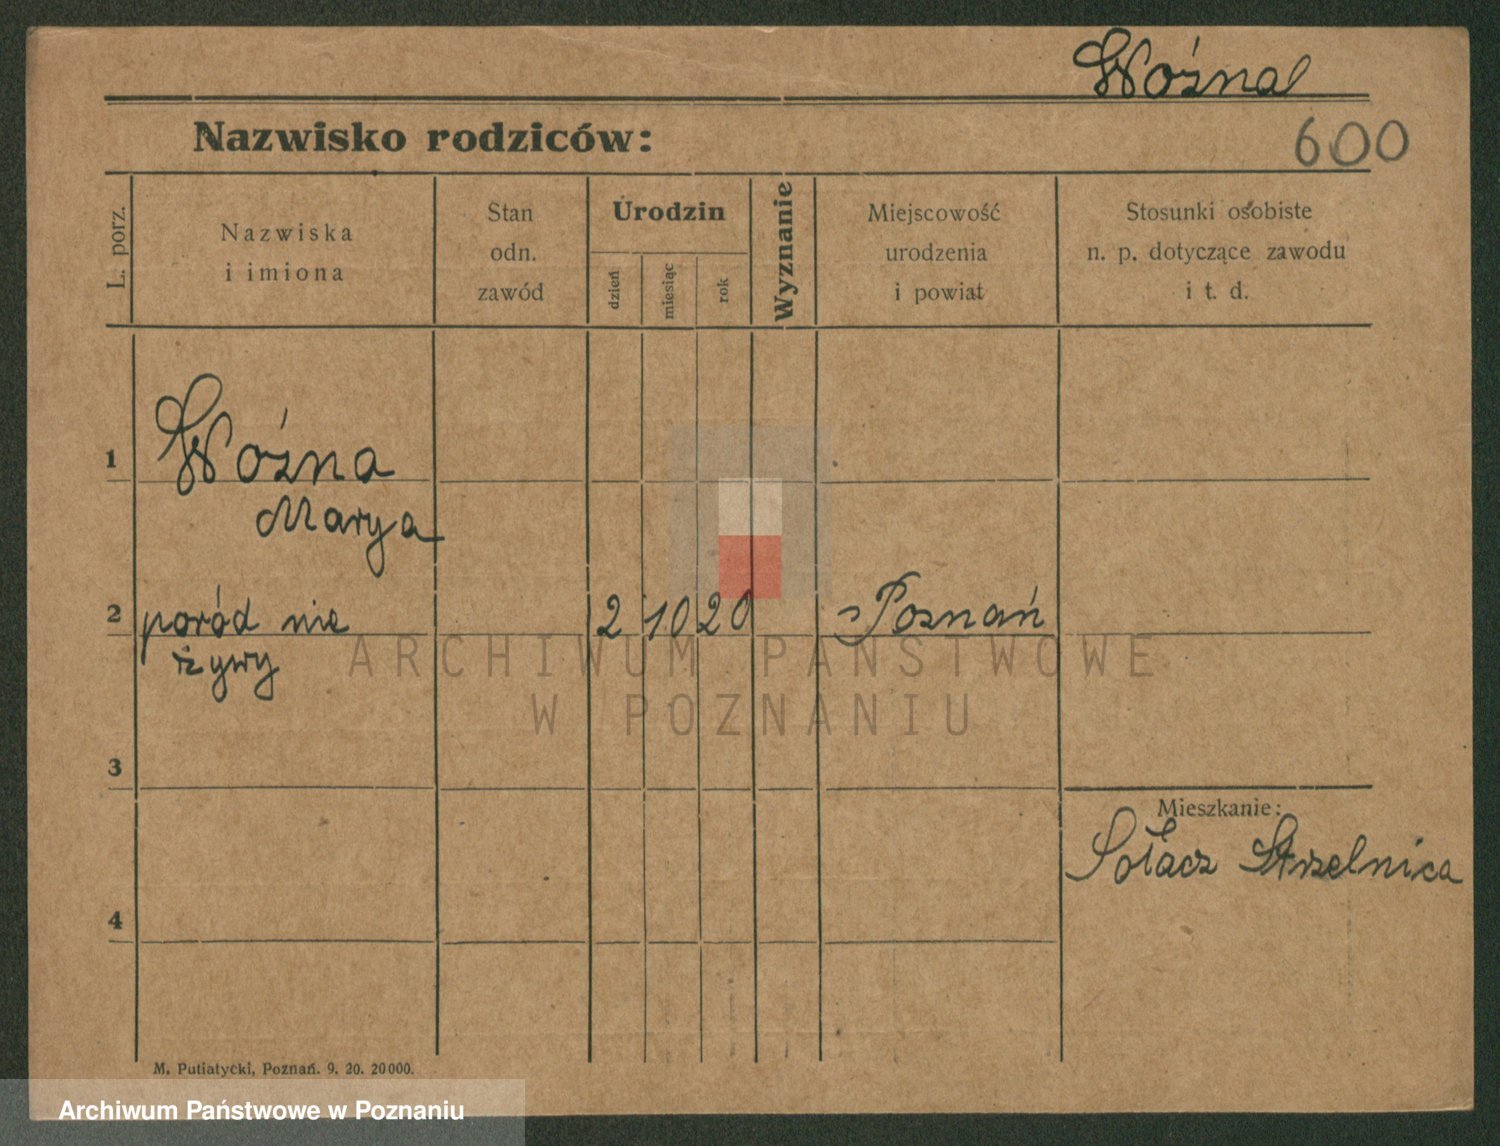 Woźna
Nazwisko rodziców:
600
L. porz.
Nazwiska
i imiona
Stan
odn.
zawód
Urodzin
dzień
miesiąc
rok
Wyznanie
Miejscowość
urodzenia
i powiat
Stosunki osobiste
n. p. dotyczące zawodu
i t. d.
1
Woźna
Marya
2
poród nie
żywy
2 10 20
Poznań
ARCHIWUM PAŃSTWOWE
W POZNANIU
3
Mieszkanie:
Sołacz Strzelnica
4
M. Putiatycki, Poznań. 9. 20. 20000.
Archiwum Państwowe w Poznaniu